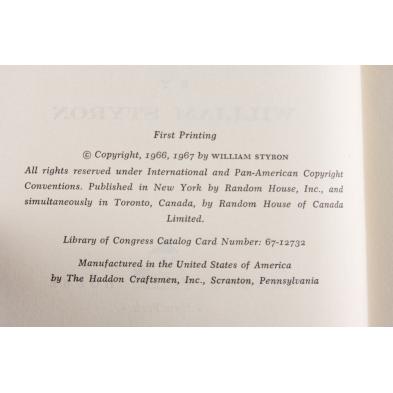 First Printing
© Copyright, 1966, 1967 by WILLIAM STYRON
All rights reserved under International and Pan-American Copyright
Conventions. Published in New York by Random House, Inc., and
simultaneously in Toronto, Canada, by Random House of Canada
Limited.
Library of Congress Catalog Card Number: 67-12732
Manufactured in the United States of America
by The Haddon Craftsmen, Inc., Scranton, Pennsylvania